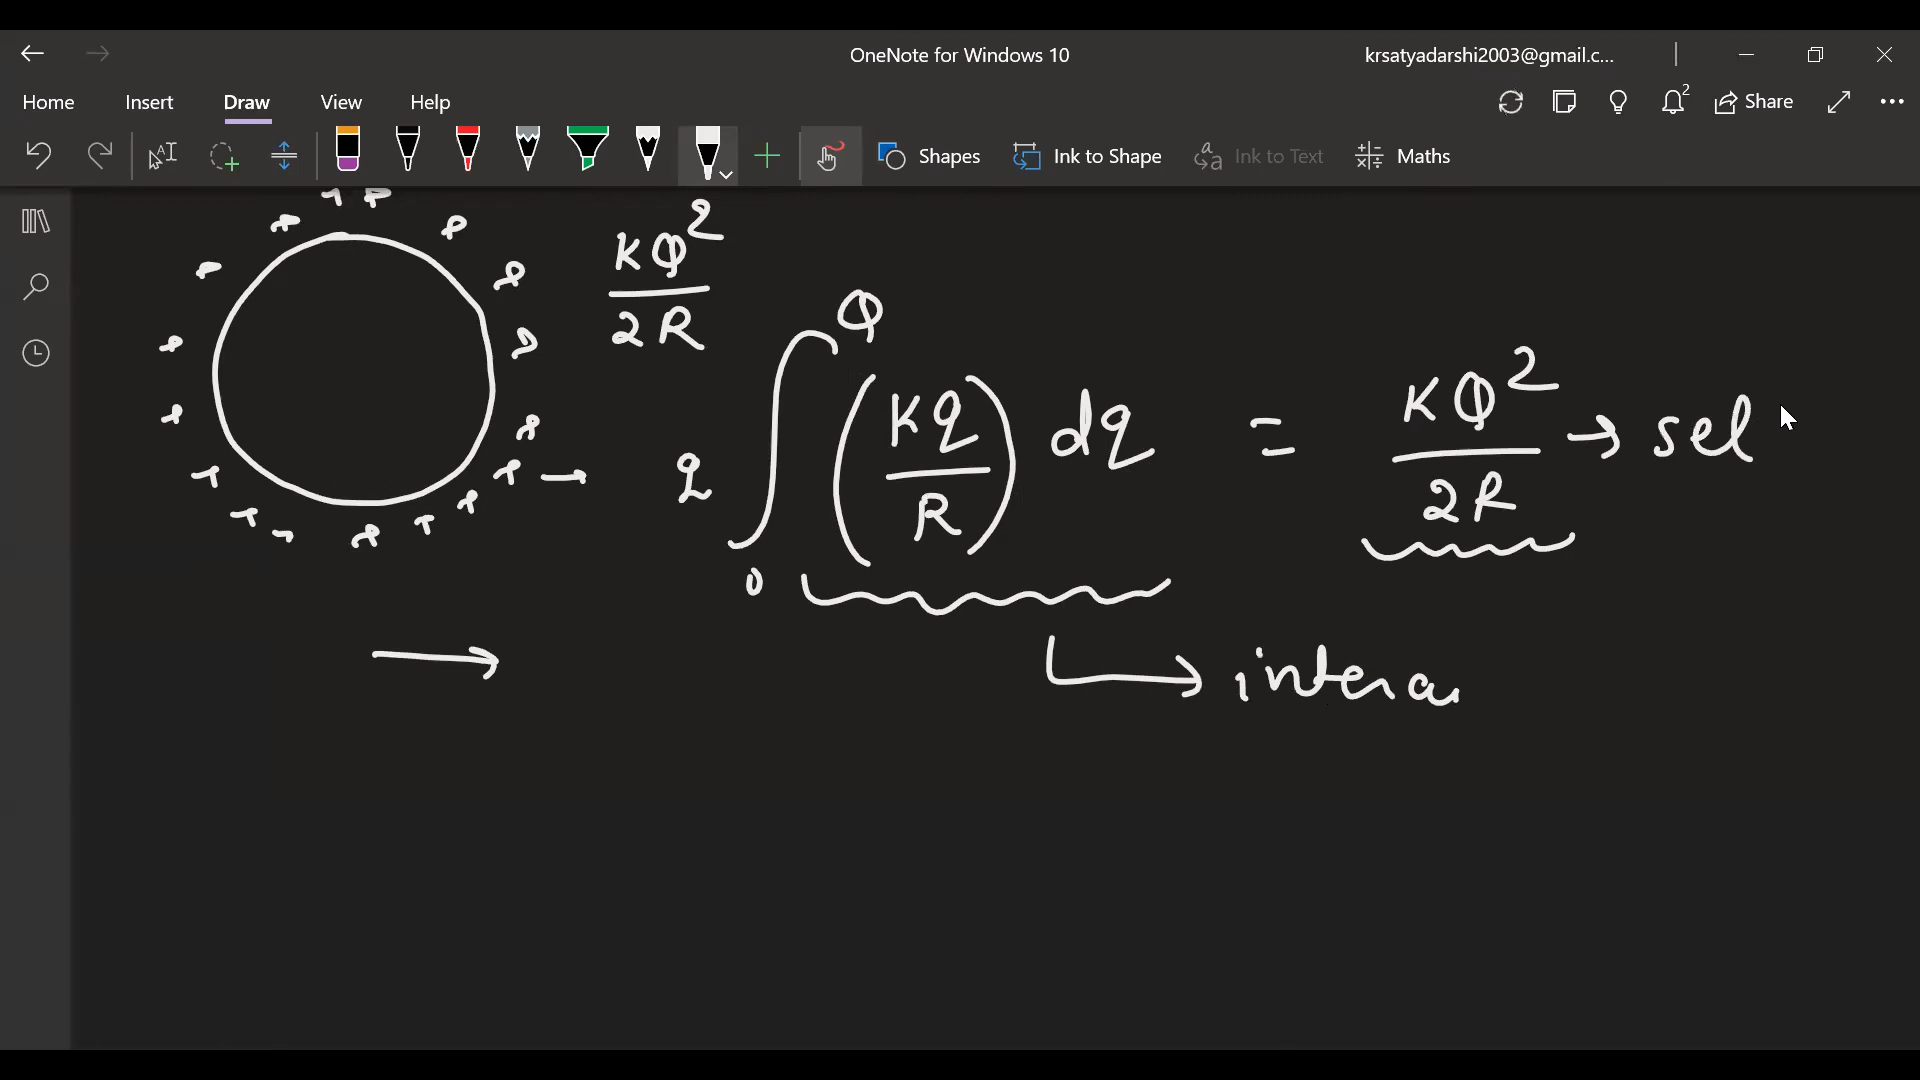 OneNote for Windows 10
krsatyadarshi2003@gmail.c...
Home Insert Draw View Help
2
Share
Shapes Ink to Shape Ink to Text Maths
KQ²/2R
q ∫₀^Q (Kq/R) dq = KQ²/2R → sel
→ intera